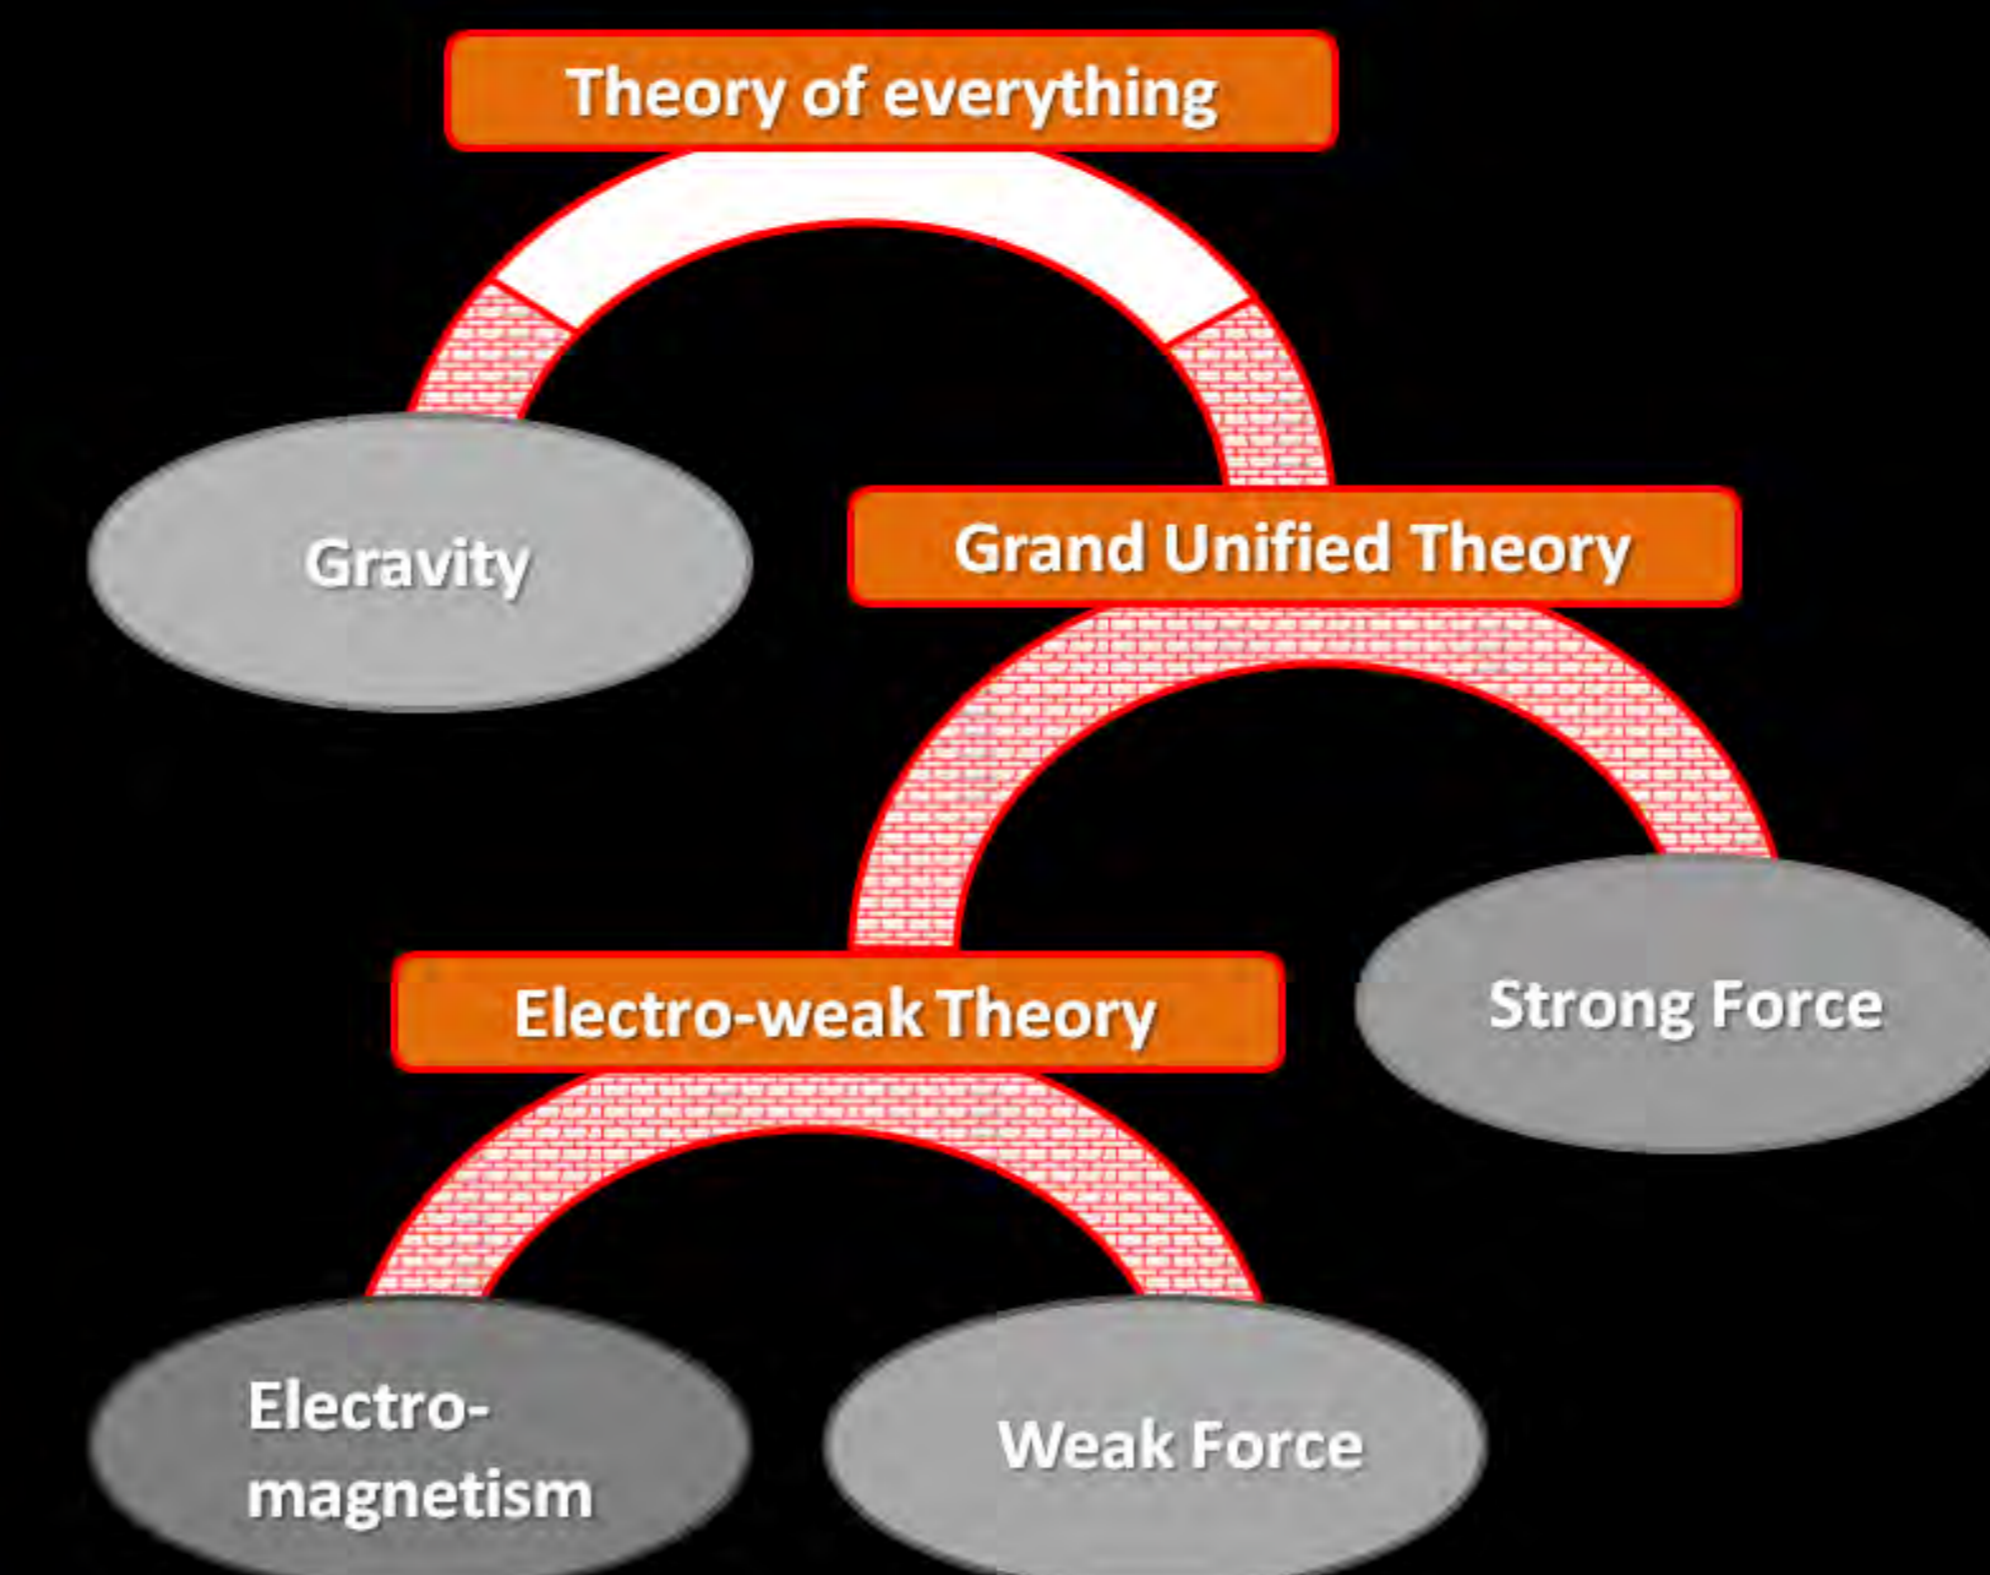 Theory of everything
Gravity
Grand Unified Theory
Electro-weak Theory
Strong Force
Electro-
magnetism
Weak Force